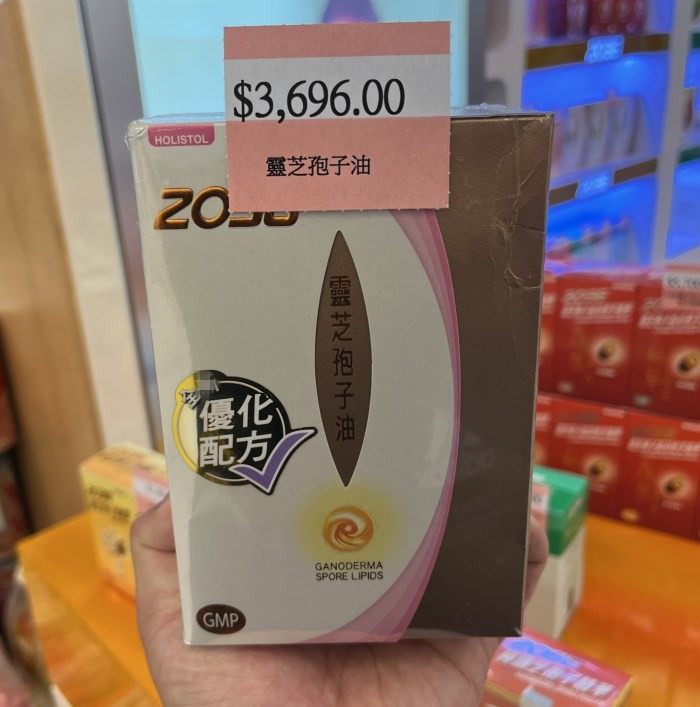 $3,696.00
靈芝孢子油
HOLISTOL
靈芝孢子油
優化
配方
GANODERMA
SPORE LIPIDS
GMP